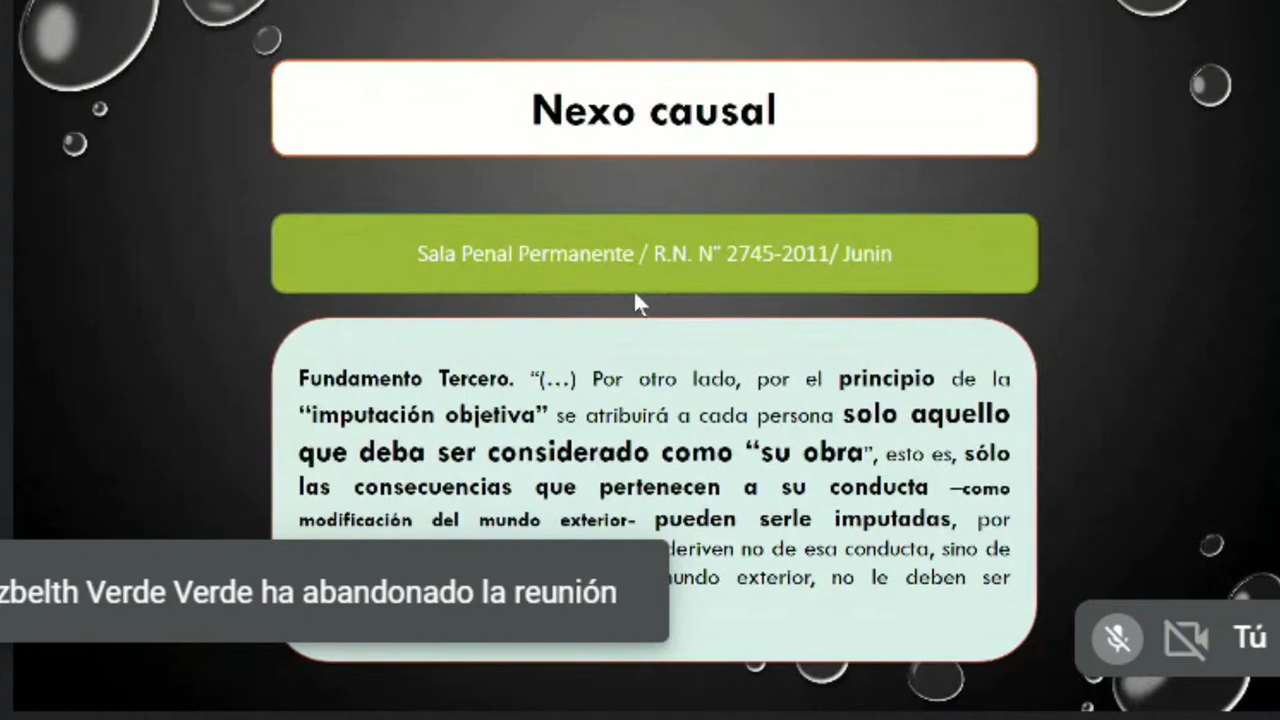 Nexo causal
Sala Penal Permanente / R.N. N° 2745-2011/ Junin
Fundamento Tercero. “(…) Por otro lado, por el principio de la
“imputación objetiva” se atribuirá a cada persona solo aquello
que deba ser considerado como “su obra”, esto es, sólo
las consecuencias que pertenecen a su conducta –como
modificación del mundo exterior- pueden serle imputadas, por
deriven no de esa conducta, sino de
mundo exterior, no le deben ser
zbelth Verde Verde ha abandonado la reunión
Tú